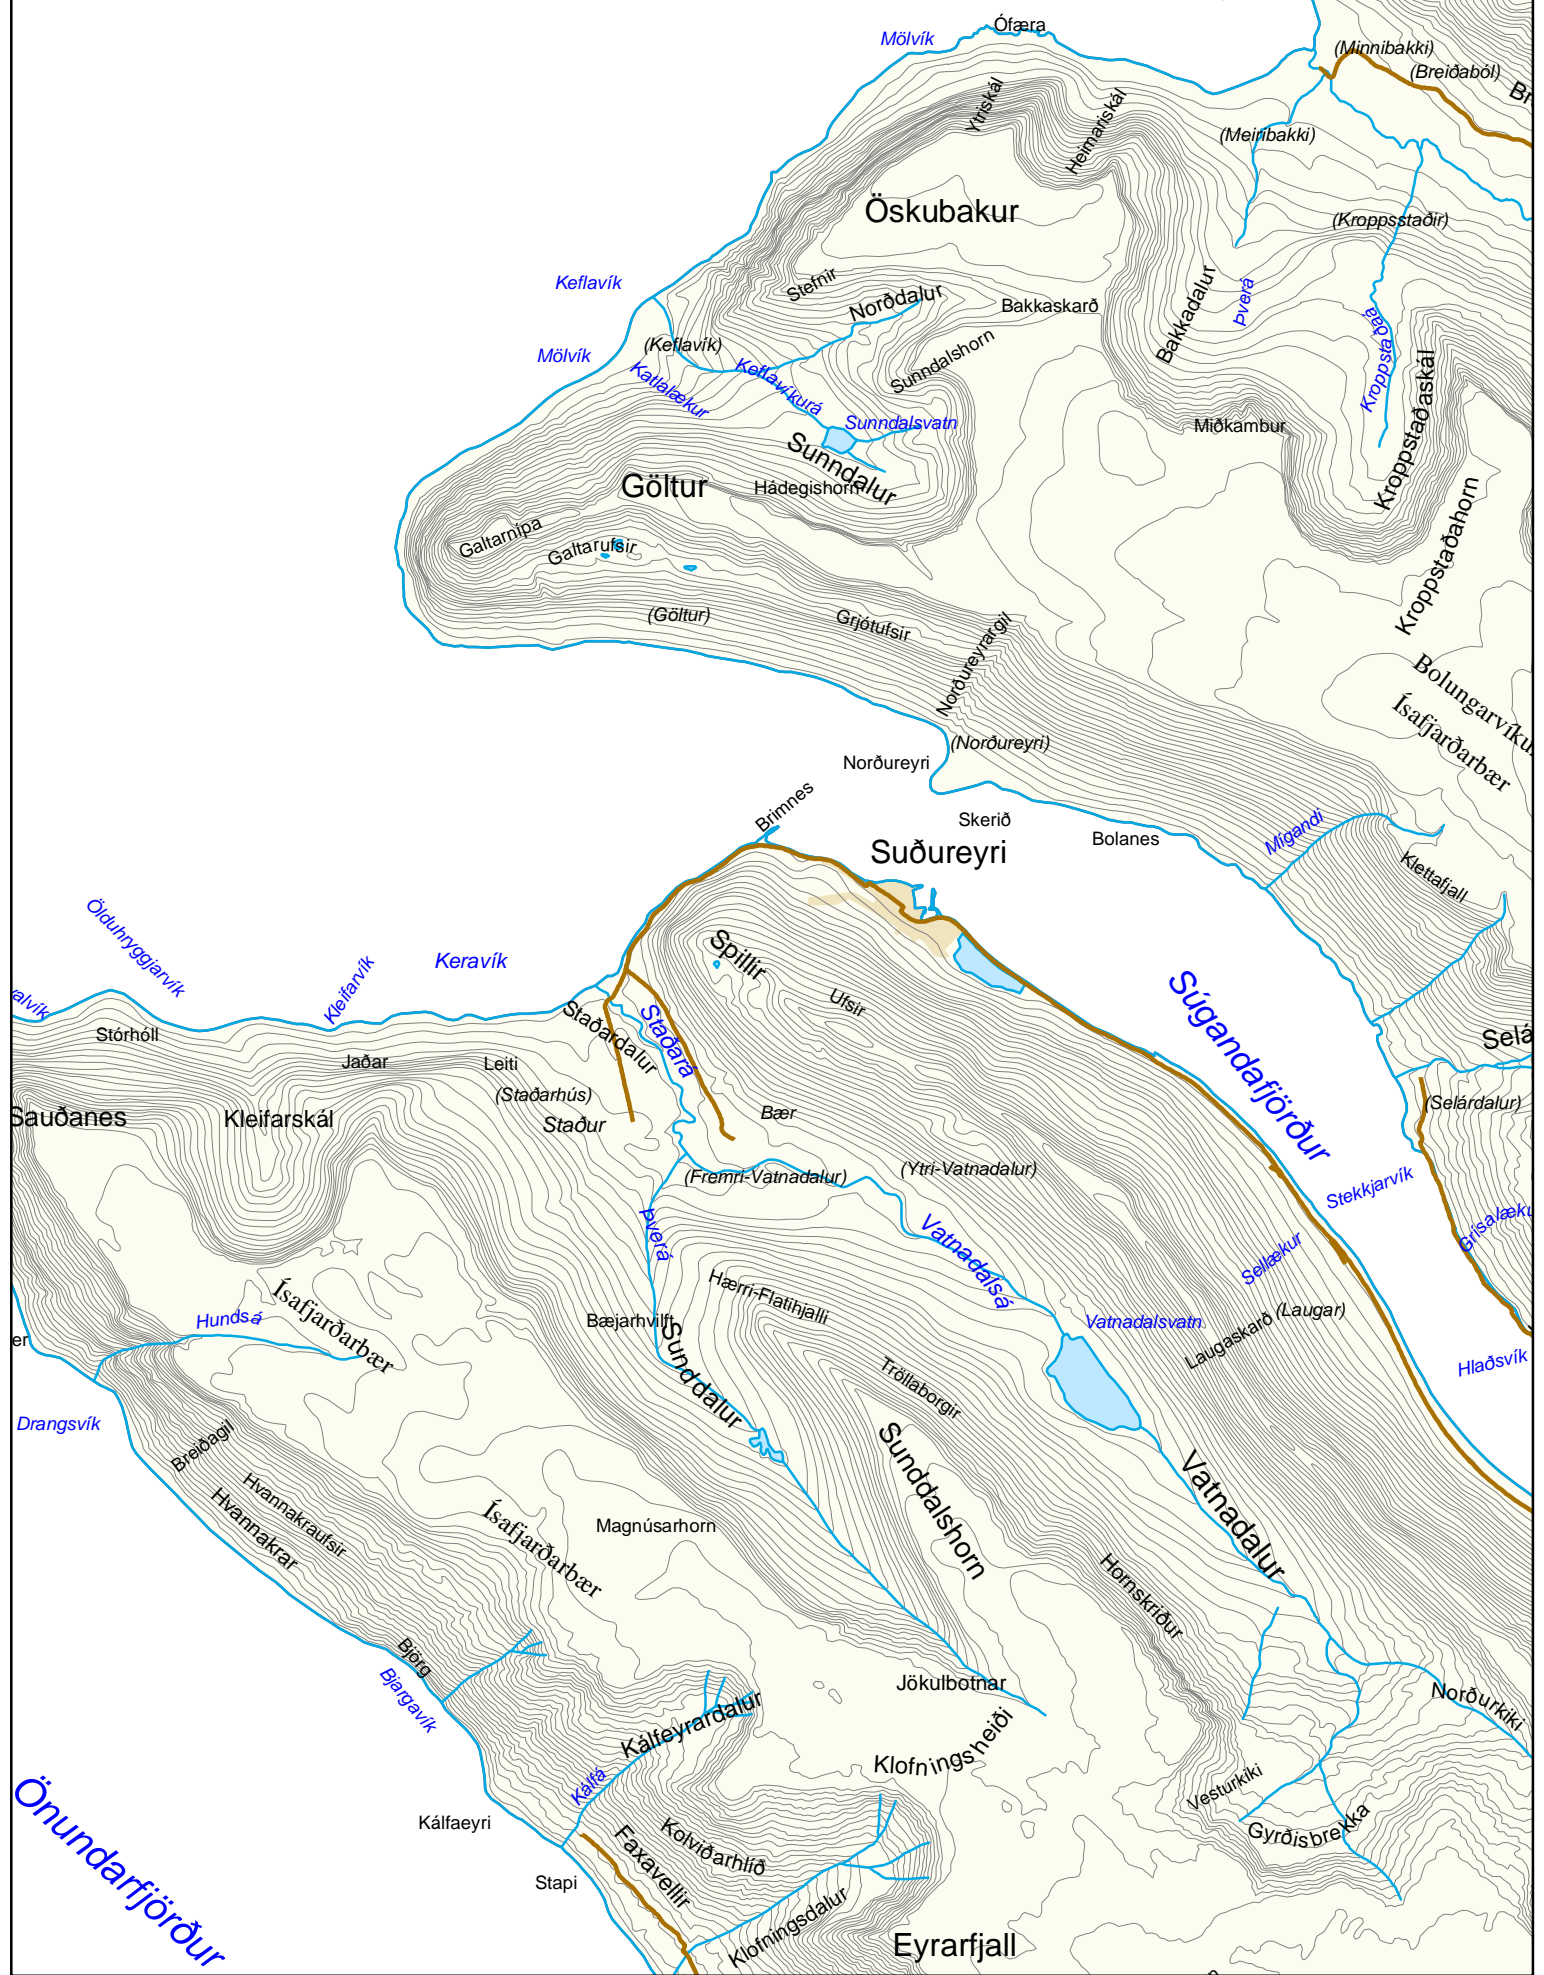 Ófæra
Mölvík
(Minnibakki)
(Breiðaból)
Ytriskál
Heimariskál
(Meiribakki)
Öskubakur
(Kroppsstaðir)
Keflavík
Stefnir
Norðdalur
Bakkaskarð
Bakkadalur
Þverá
Mölvík
(Keflavík)
Katlalækur
Keflavíkurá
Sunndalshorn
Sunndalsvatn
Kroppstaðaskál
Miðkambur
Sunndalur
Göltur
Hádegishorn
Galtarnípa
Galtarufsir
Kroppstaðahorn
(Göltur)
Grjótufsir
Norðureyrargil
Bolungarvíku
Ísafjarðarbær
(Norðureyri)
Norðureyri
Brimnes
Skerið
Bolanes
Mígandi
Suðureyri
Klettafjall
Ölduhryggjarvík
Kleifarvík
Keravík
Spillir
Ufsir
Súgandafjörður
Stórhóll
Staðardalur
Staðará
Jaðar
Leiti
(Staðarhús)
Staður
Bær
(Selárdalur)
Sauðanes
Kleifarskál
(Fremri-Vatnadalur)
(Ytri-Vatnadalur)
Stekkjarvík
Þverá
Vatnadalsá
Sellækur
Hærri-Flatihjalli
Ísafjarðarbær
Hundsá
Bæjarhvilft
Vatnadalsvatn
Laugaskarð
(Laugar)
Hlaðsvík
Sunddalur
Tröllaborgir
Drangsvík
Breiðagil
Sunddalshorn
Vatnadalur
Hvannakraufsir
Hvannakrar
Ísafjarðarbær
Magnúsarhorn
Hornskriður
Björg
Bjargavík
Jökulbotnar
Norðurkiki
Kálfeyrardalur
Klofningsheiði
Kálfá
Vesturkiki
Önundarfjörður
Kálfaeyri
Gyrðisbrekka
Kolviðarhlíð
Faxavellir
Stapi
Klofningsdalur
Eyrarfjall